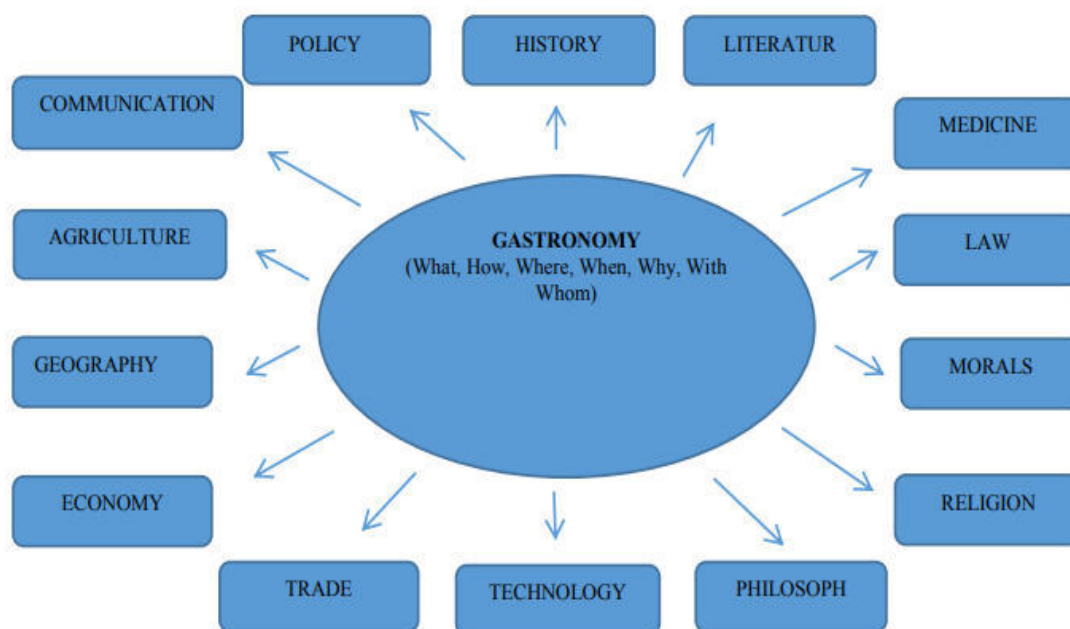 POLICY
HISTORY
LITERATUR
COMMUNICATION
MEDICINE
AGRICULTURE
GASTRONOMY
(What, How, Where, When, Why, With
Whom)
LAW
GEOGRAPHY
MORALS
ECONOMY
RELIGION
TRADE
TECHNOLOGY
PHILOSOPH